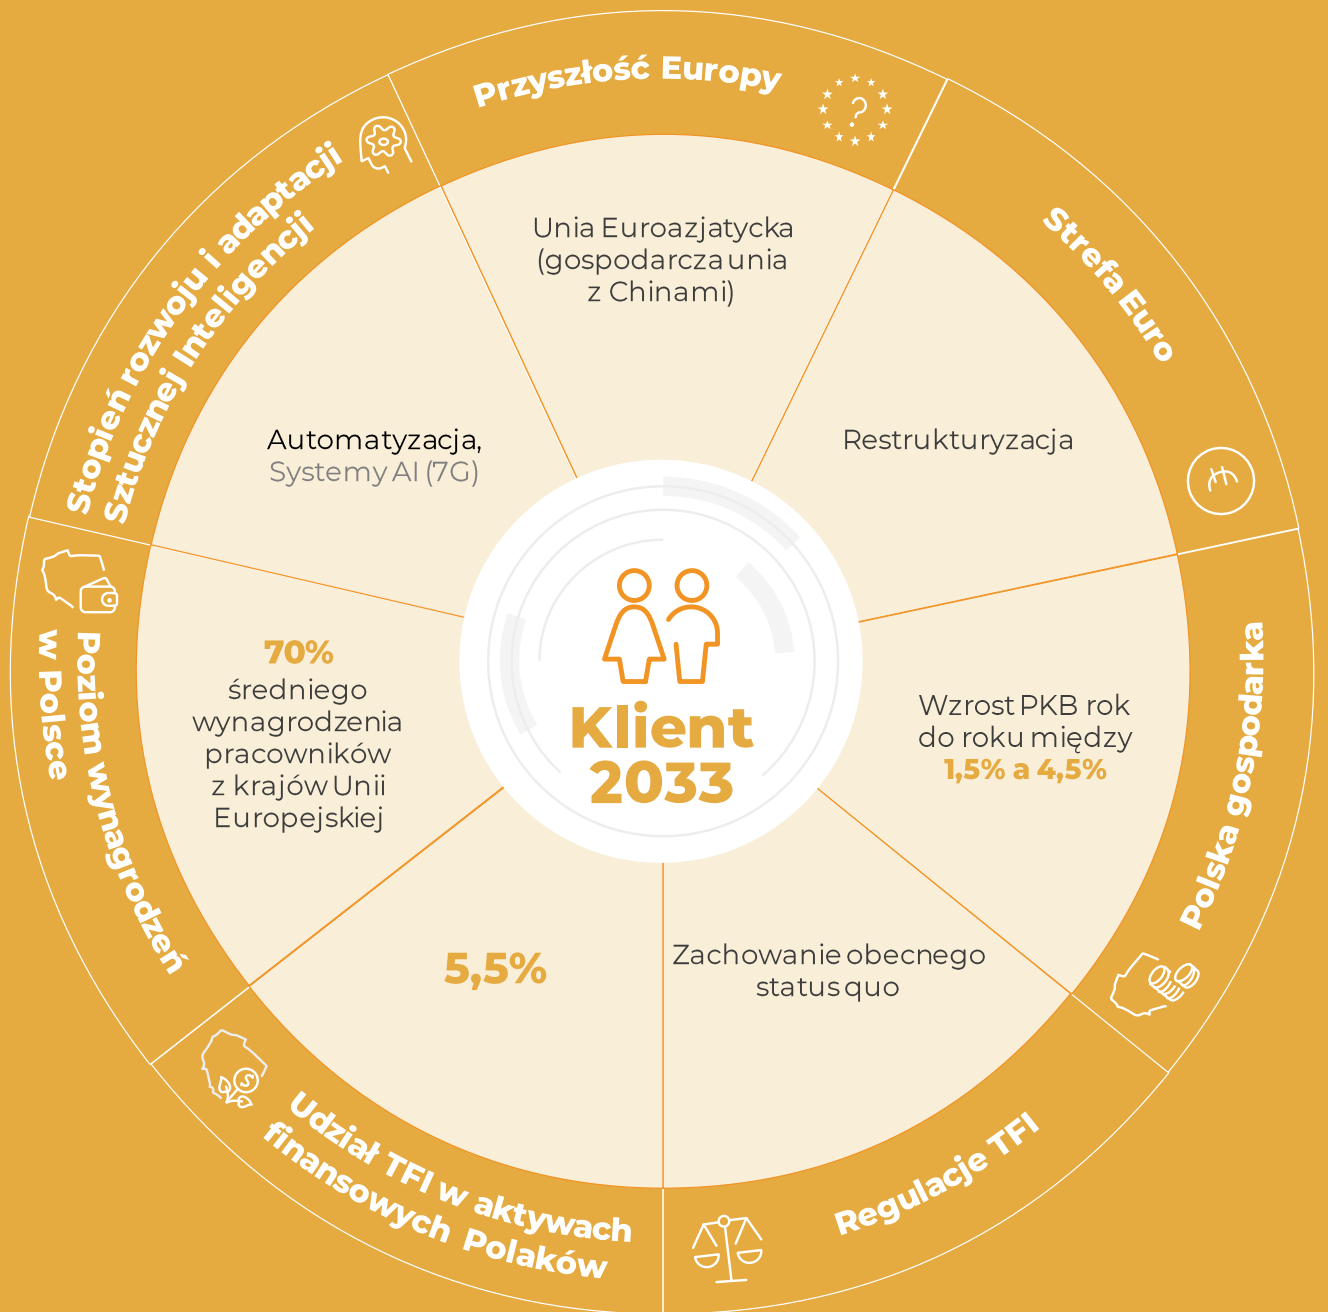 Przyszłość Europy
?
Unia Euroazjatycka
(gospodarcza unia
z Chinami)
Strefa Euro
Restrukturyzacja
Polska gospodarka
Wzrost PKB rok
do roku między
1,5% a 4,5%
Regulacje TFI
Zachowanie obecnego
status quo
Udział TFI w aktywach
finansowych Polaków
$
5,5%
Poziom wynagrodzeń
w Polsce
70%
średniego
wynagrodzenia
pracowników
z krajów Unii
Europejskiej
Stopień rozwoju i adaptacji
Sztucznej Inteligencji
Automatyzacja,
Systemy AI (7G)
Klient
2033